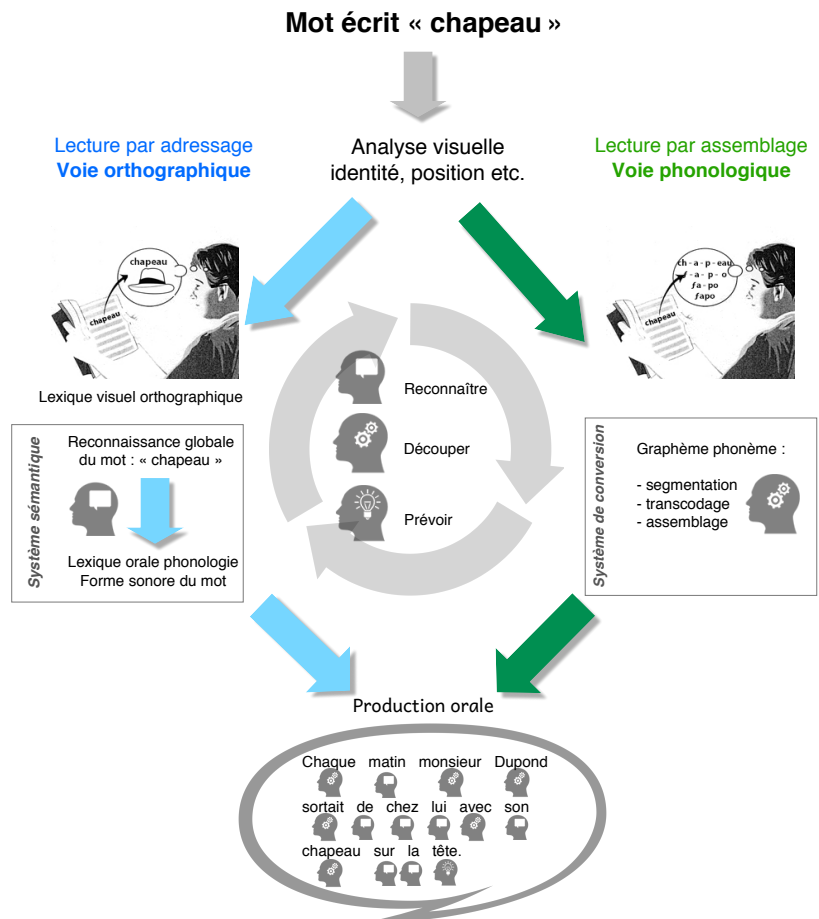 Mot écrit « chapeau »
Lecture par adressage
Voie orthographique
Analyse visuelle
identité, position etc.
Lecture par assemblage
Voie phonologique
chapeau
chapeau
ch - a - p - eau
- a - p - o
ʃa - po
ʃapo
chapeau
Lexique visuel orthographique
Reconnaître
Découper
Prévoir
Système sémantique
Reconnaissance globale
du mot : « chapeau »
Lexique orale phonologie
Forme sonore du mot
Système de conversion
Graphème phonème :
- segmentation
- transcodage
- assemblage
Production orale
Chaque matin monsieur Dupond
sortait de chez lui avec son
chapeau sur la tête.